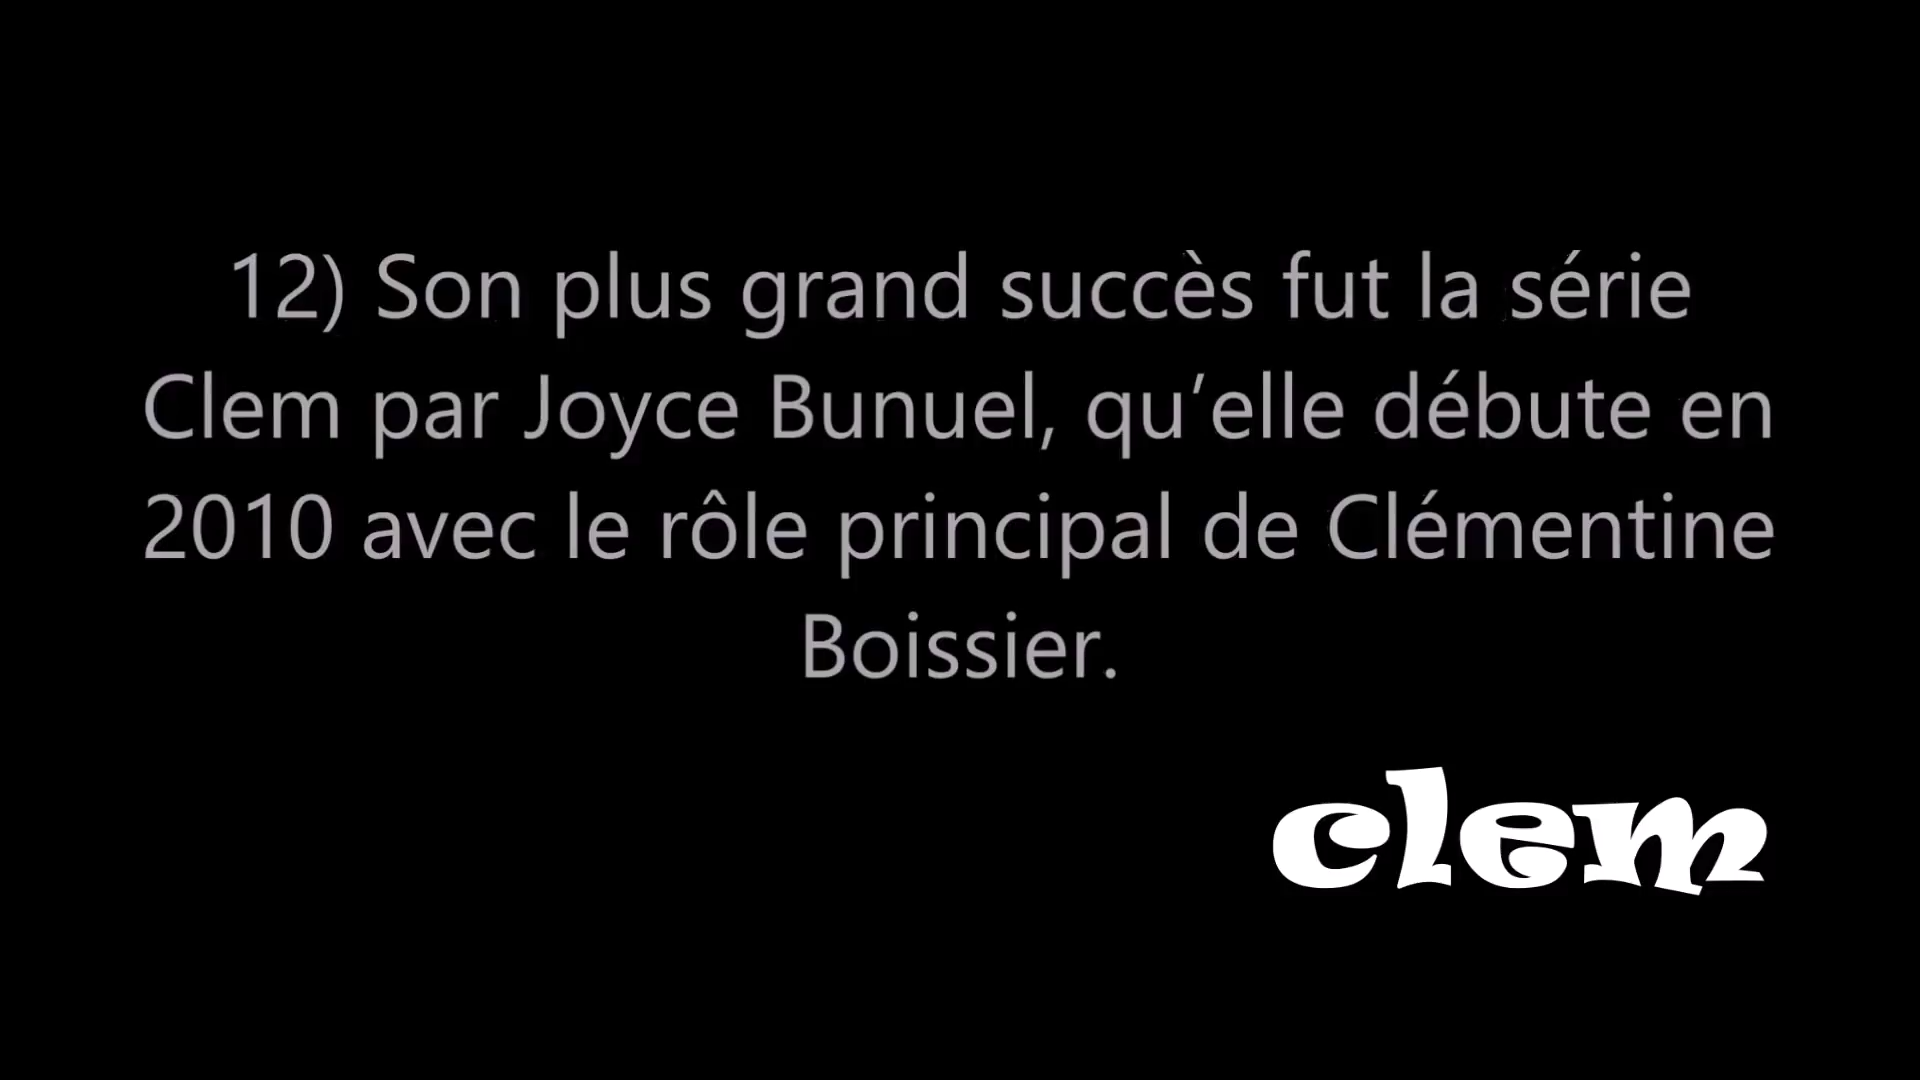 12) Son plus grand succès fut la série
Clem par Joyce Bunuel, qu’elle débute en
2010 avec le rôle principal de Clémentine
Boissier.
clem